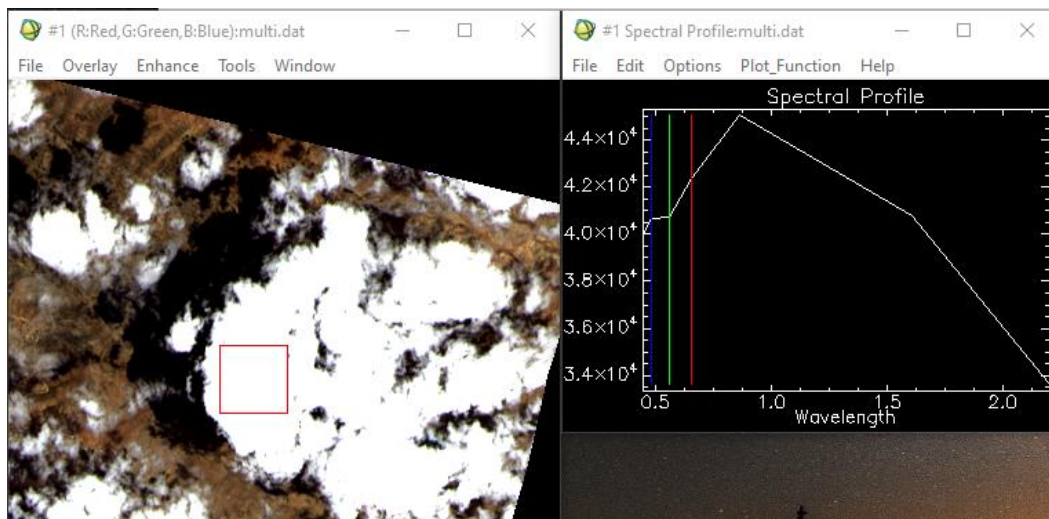 #1 (R:Red,G:Green,B:Blue):multi.dat
File Overlay Enhance Tools Window
#1 Spectral Profile:multi.dat
File Edit Options Plot_Function Help
Spectral Profile
4.4×10⁴
4.2×10⁴
4.0×10⁴
3.8×10⁴
3.6×10⁴
3.4×10⁴
0.5 1.0 1.5 2.0
Wavelength